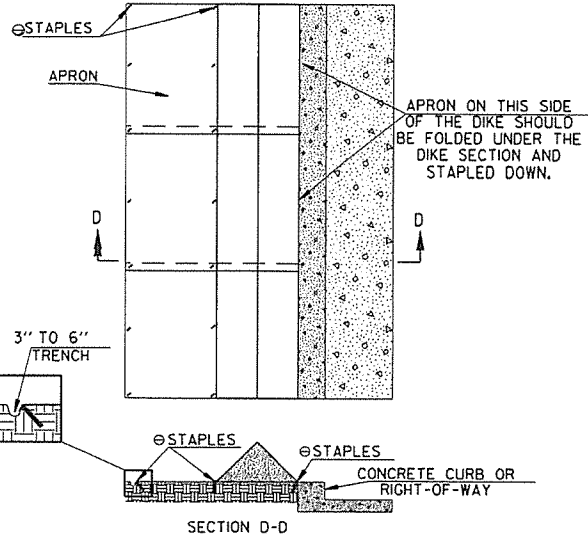 ⊖STAPLES
APRON
APRON ON THIS SIDE
OF THE DIKE SHOULD
BE FOLDED UNDER THE
DIKE SECTION AND
STAPLED DOWN.
D
D
3" TO 6"
TRENCH
⊖STAPLES
⊖STAPLES
CONCRETE CURB OR
RIGHT-OF-WAY
SECTION D-D